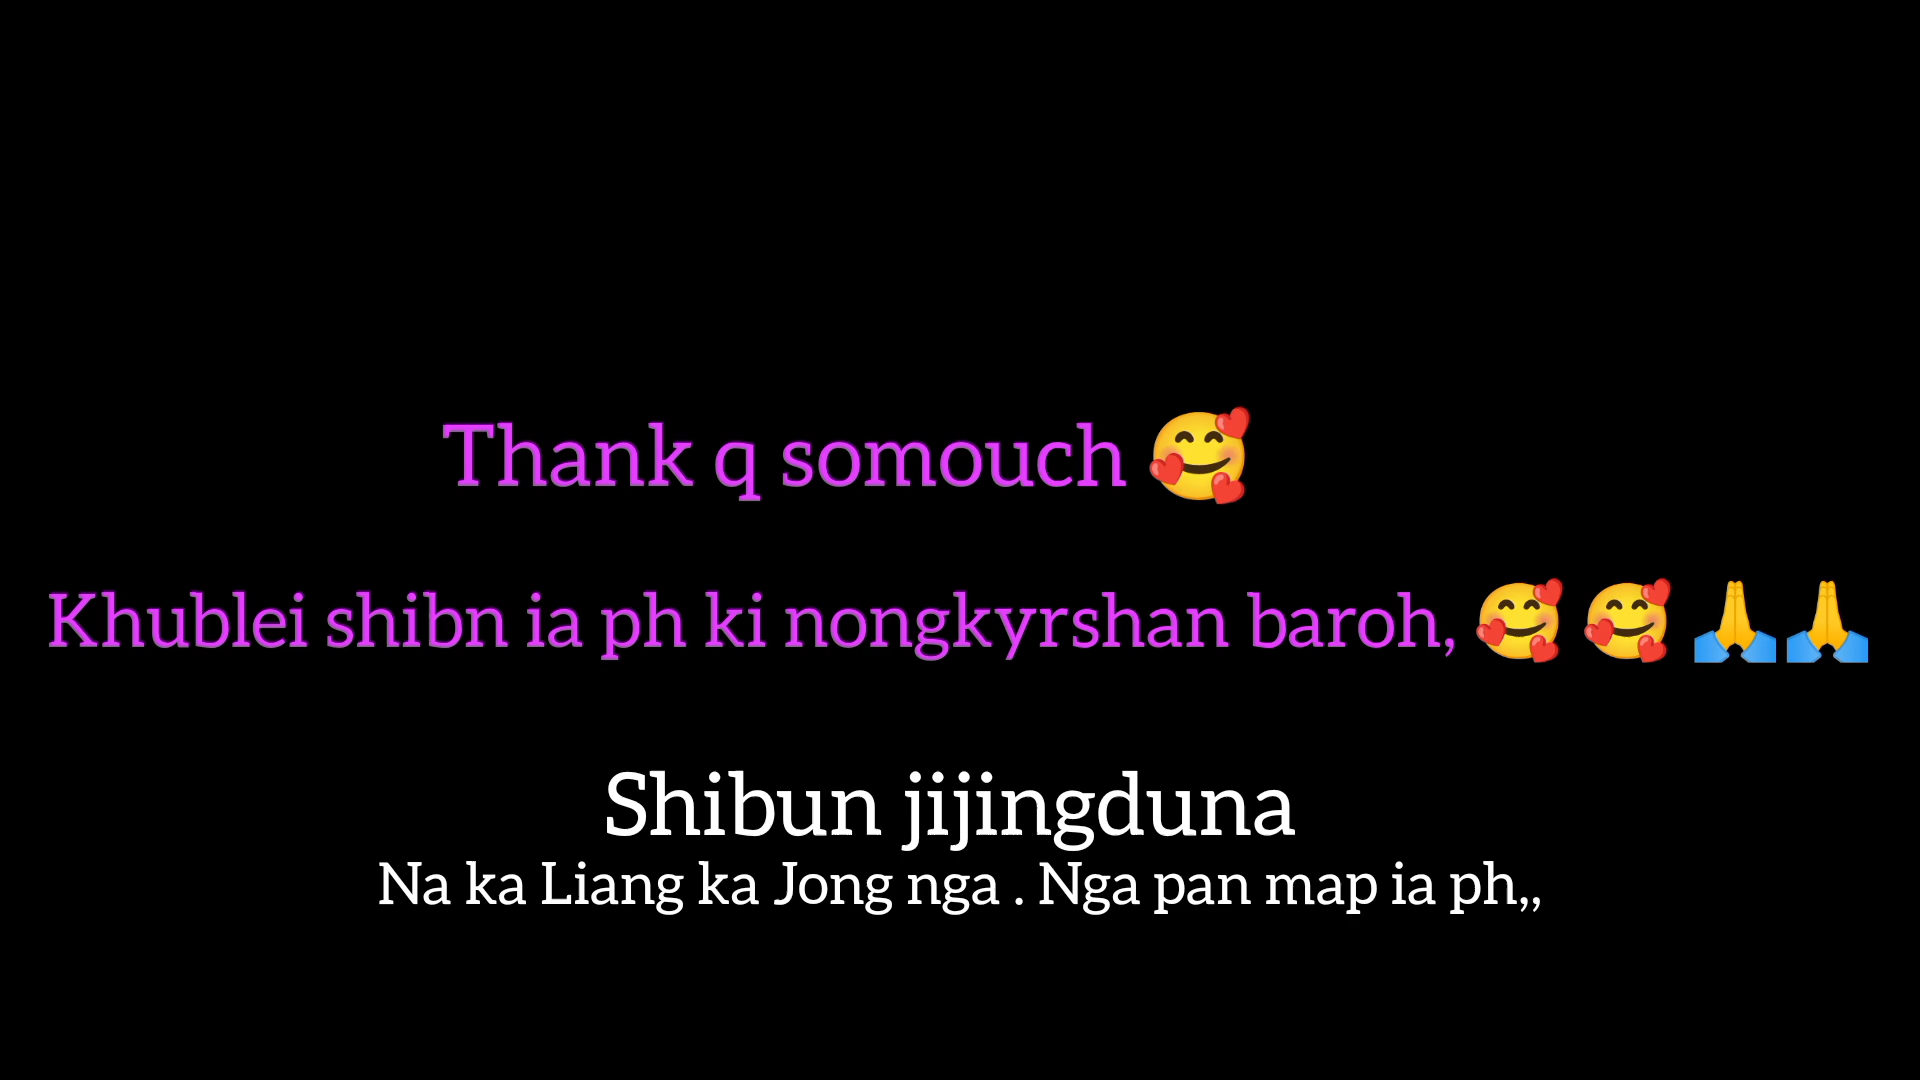 Thank q somouch 🥰
Khublei shibn ia ph ki nongkyrshan baroh, 🥰 🥰 🙏🙏
Shibun jijingduna
Na ka Liang ka Jong nga . Nga pan map ia ph,,